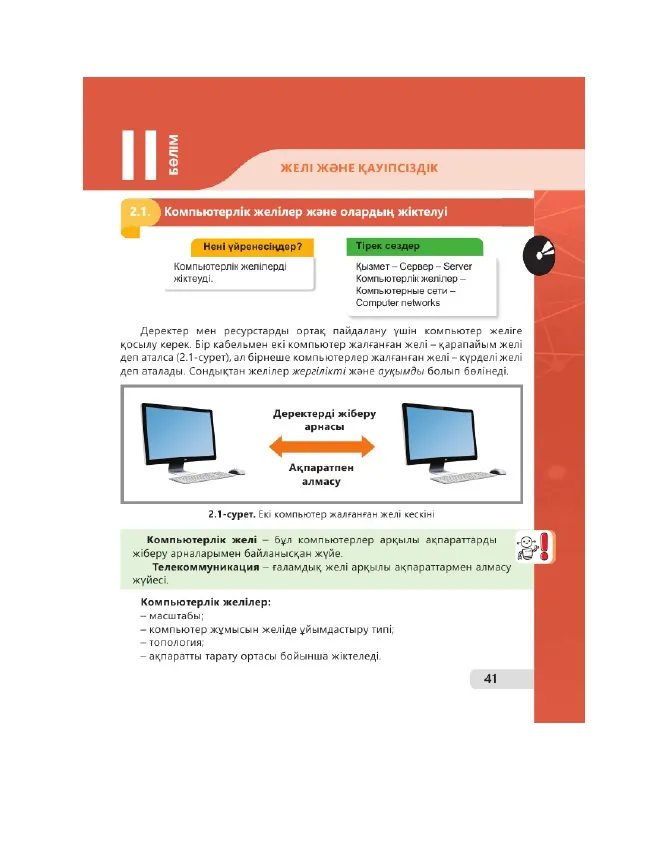 II
БӨЛІМ
ЖЕЛІ ЖӘНЕ ҚАУІПСІЗДІК
2.1. Компьютерлік желілер және олардың жіктелуі
Нені үйренесіңдер?
Компьютерлік желілерді
жіктеуді.
Тірек сөздер
Қызмет – Сервер – Server
Компьютерлік желілер –
Компьютерные сети –
Computer networks
Деректер мен ресурстарды ортақ пайдалану үшін компьютер желіге
қосылу керек. Бір кабельмен екі компьютер жалғанған желі – қарапайым желі
деп аталса (2.1-сурет), ал бірнеше компьютерлер жалғанған желі – күрделі желі
деп аталады. Сондықтан желілер жергілікті және ауқымды болып бөлінеді.
Деректерді жіберу
арнасы
Ақпаратпен
алмасу
2.1-сурет. Екі компьютер жалғанған желі кескіні
Компьютерлік желі – бұл компьютерлер арқылы ақпараттарды
жіберу арналарымен байланысқан жүйе.
Телекоммуникация – ғаламдық желі арқылы ақпараттармен алмасу
жүйесі.
Компьютерлік желілер:
– масштабы;
– компьютер жұмысын желіде ұйымдастыру типі;
– топология;
– ақпаратты тарату ортасы бойынша жіктеледі.
41